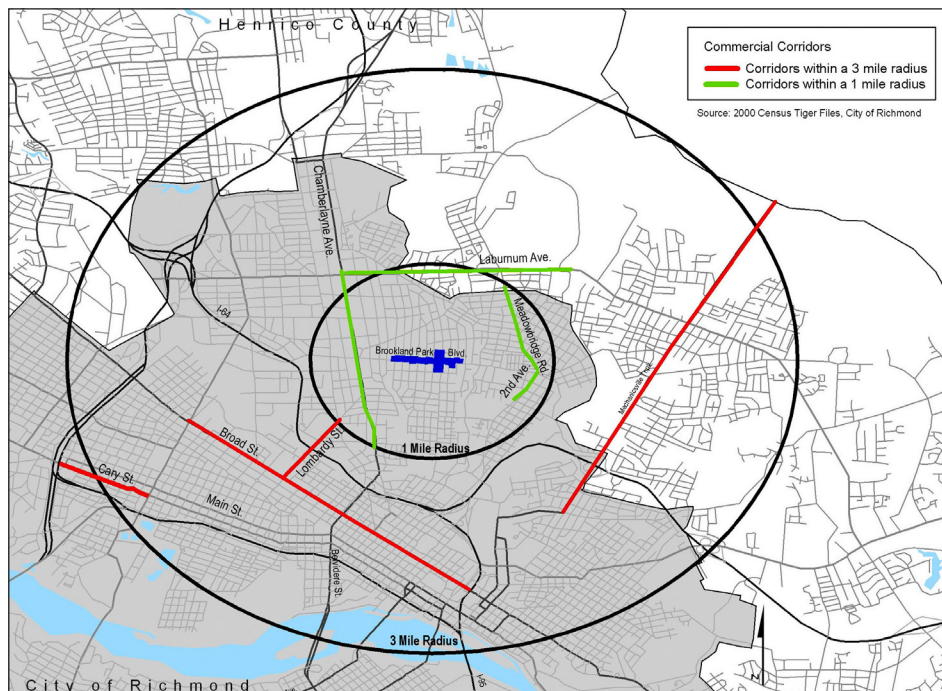 Henrico County
Commercial Corridors
Corridors within a 3 mile radius
Corridors within a 1 mile radius
Source: 2000 Census Tiger Files, City of Richmond
Chamberlayne Ave.
Laburnum Ave.
I-64
Meadowbridge Rd.
Brookland Park Blvd.
2nd Ave.
Mechanicsville Tnpk.
Broad St.
Lombardy St.
1 Mile Radius
Cary St.
Main St.
Belvidere St.
3 Mile Radius
I-95
N
City of Richmond